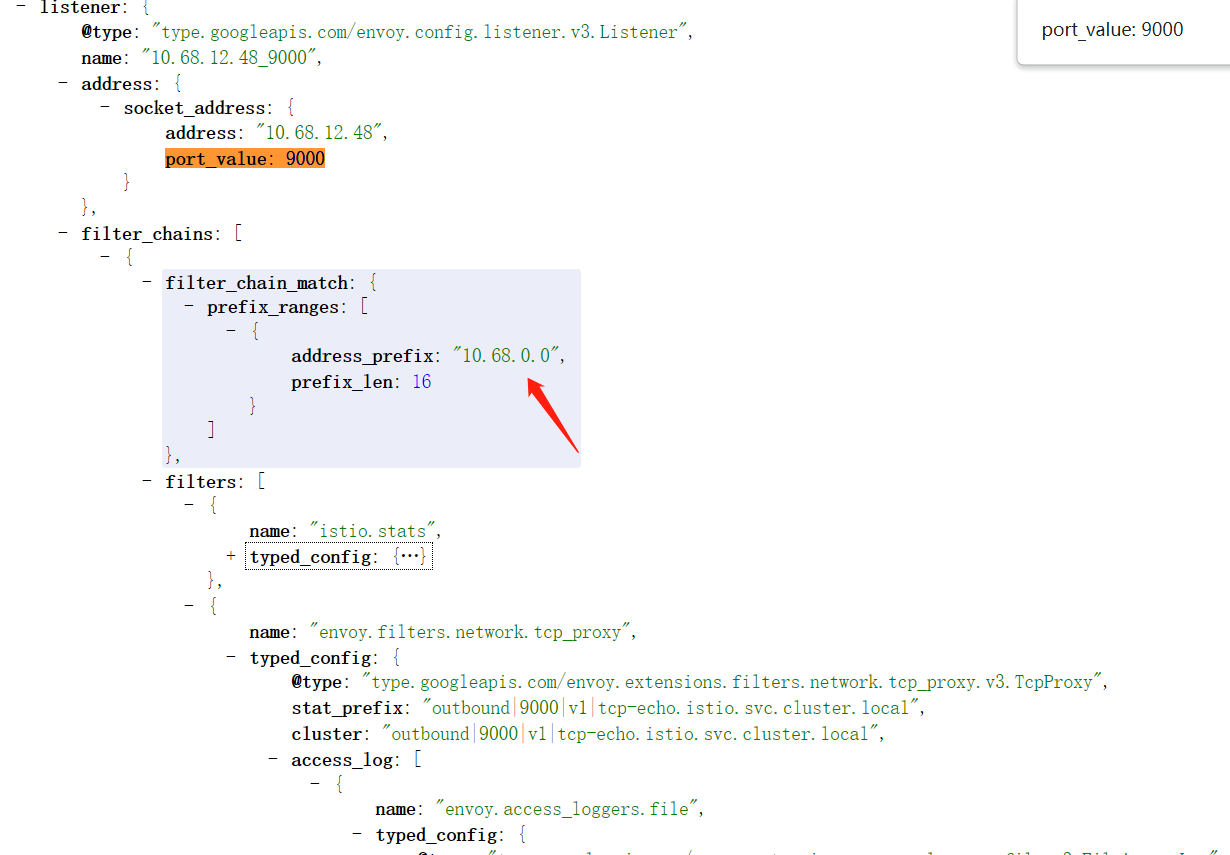 - listener: {
@type: "type.googleapis.com/envoy.config.listener.v3.Listener",
name: "10.68.12.48_9000",
- address: {
- socket_address: {
address: "10.68.12.48",
port_value: 9000
}
},
- filter_chains: [
- {
- filter_chain_match: {
- prefix_ranges: [
- {
address_prefix: "10.68.0.0",
prefix_len: 16
}
]
},
- filters: [
- {
name: "istio.stats",
+ typed_config: {…}
},
- {
name: "envoy.filters.network.tcp_proxy",
- typed_config: {
@type: "type.googleapis.com/envoy.extensions.filters.network.tcp_proxy.v3.TcpProxy",
stat_prefix: "outbound|9000|v1|tcp-echo.istio.svc.cluster.local",
cluster: "outbound|9000|v1|tcp-echo.istio.svc.cluster.local",
- access_log: [
- {
name: "envoy.access_loggers.file",
- typed_config: {
port_value: 9000